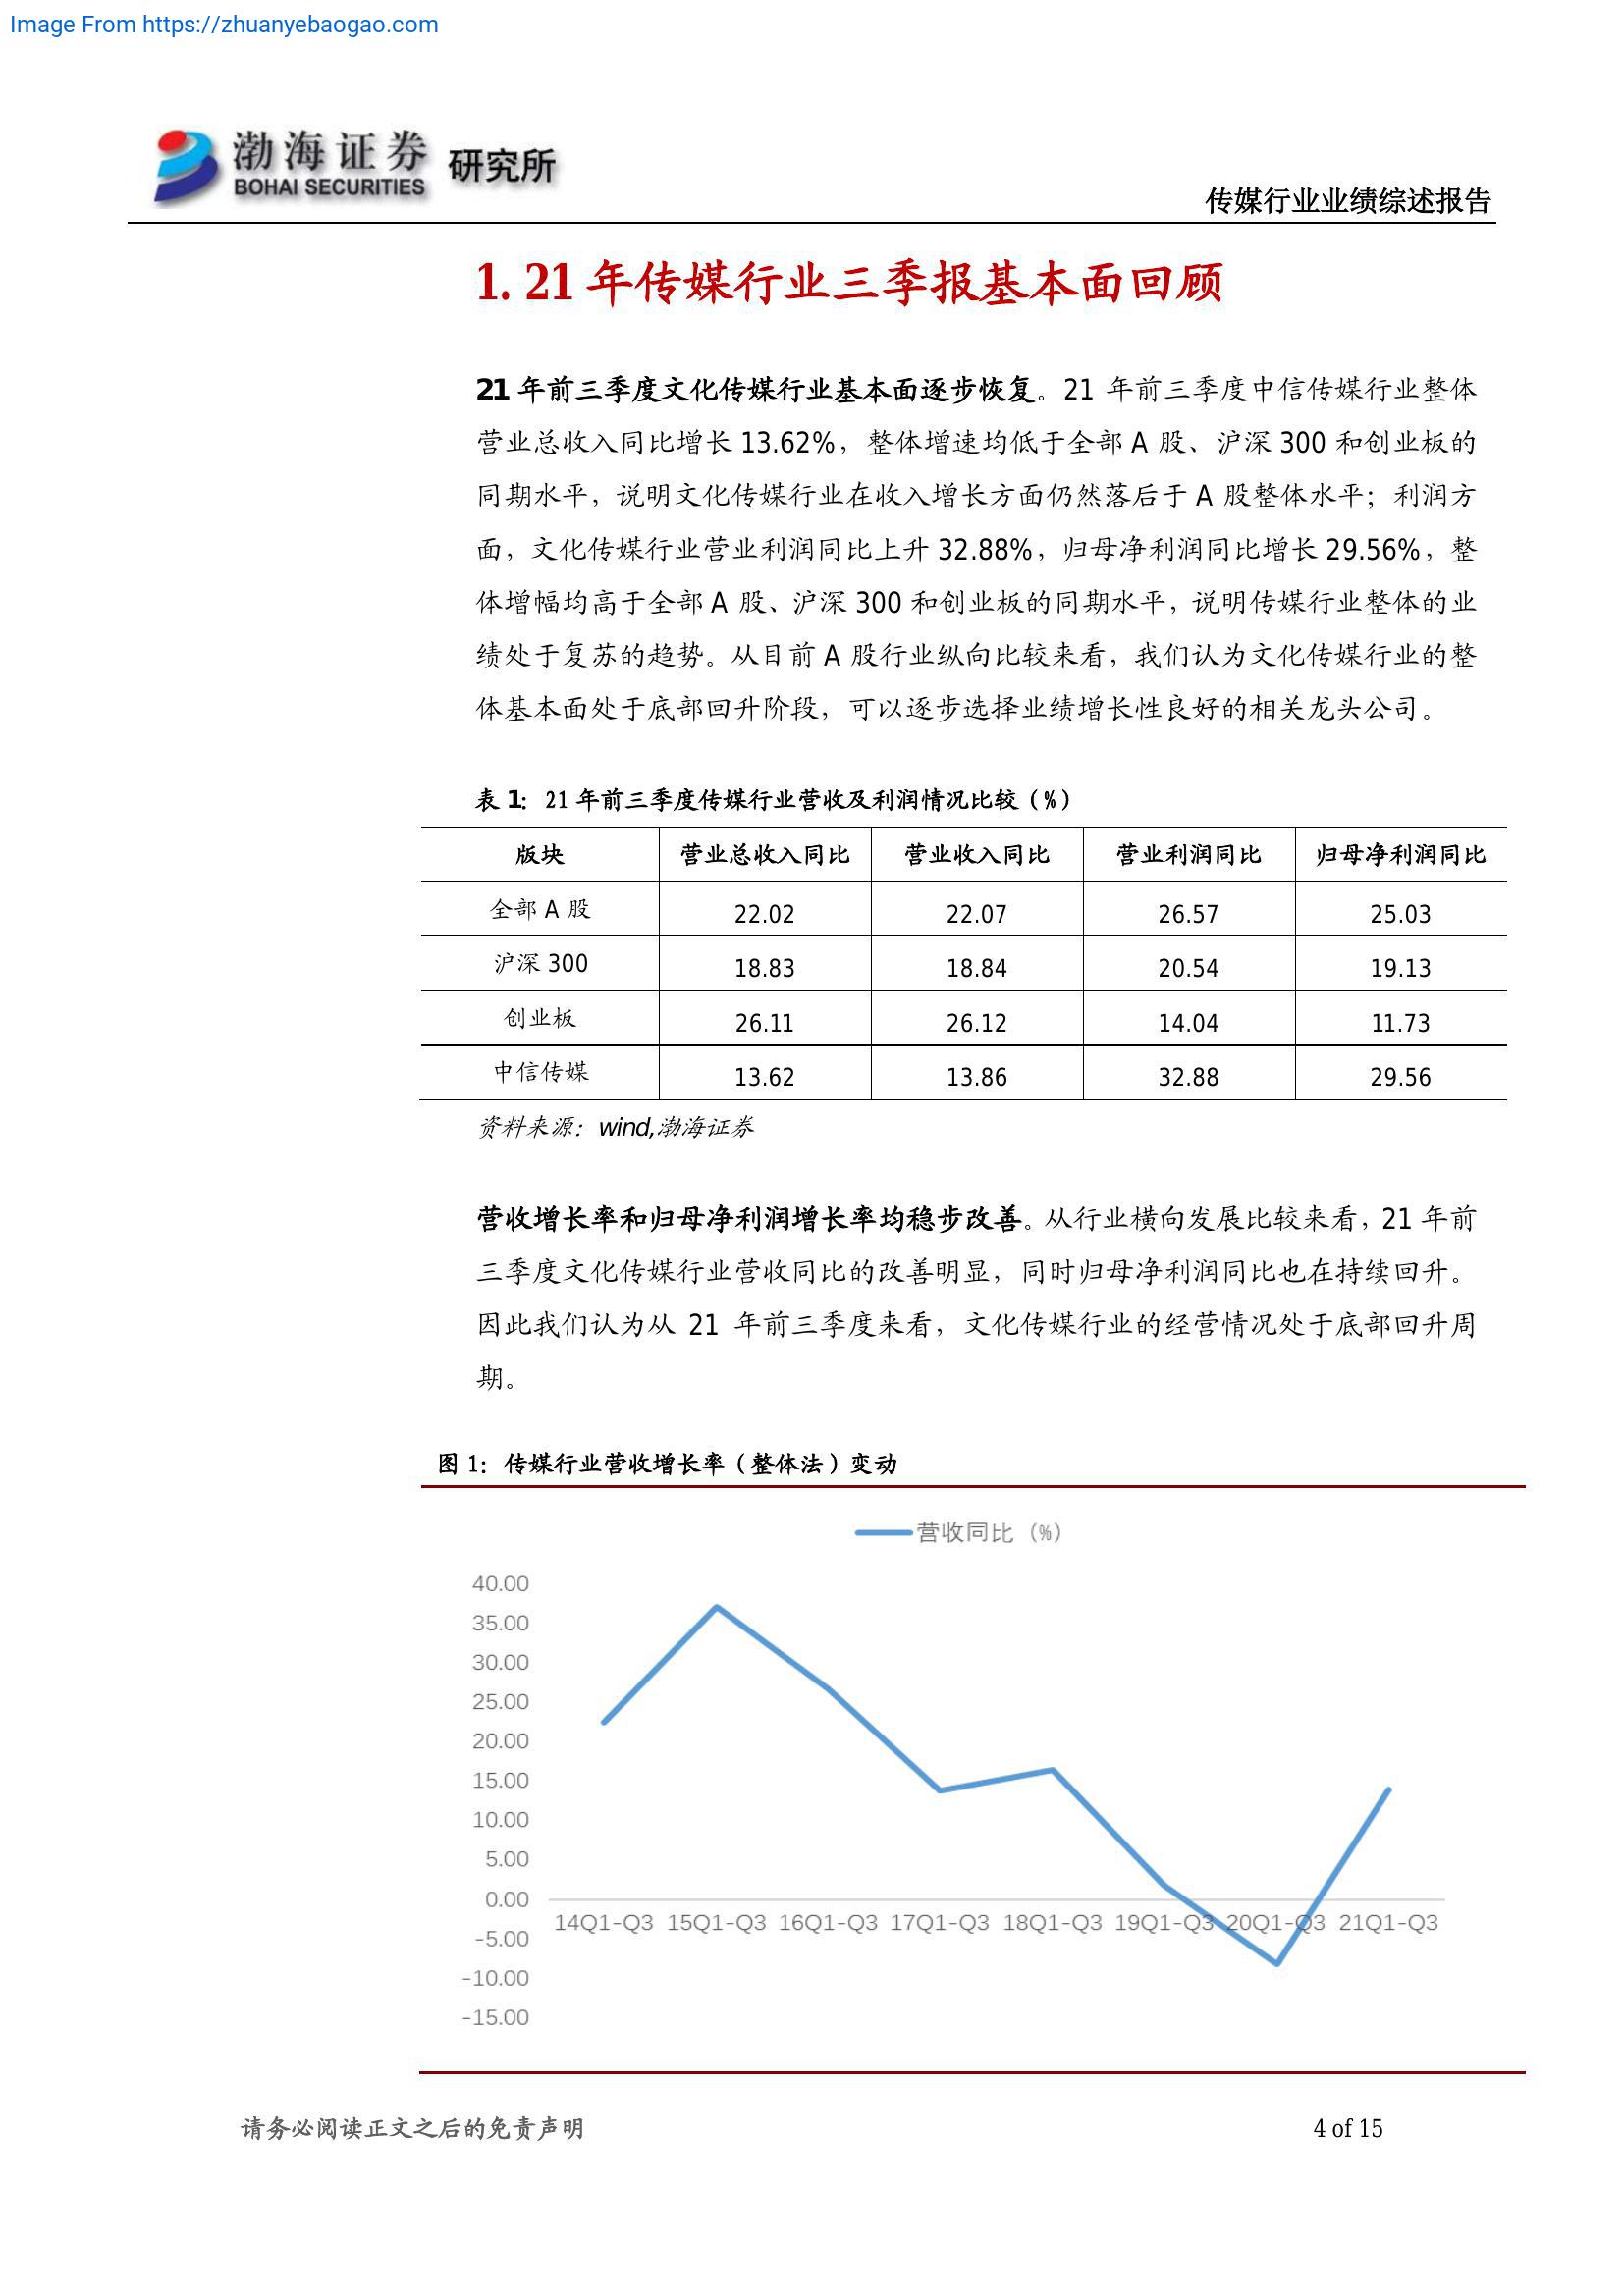 Image From https://zhuanyebaogao.com
渤海证券 研究所
BOHAI SECURITIES
传媒行业业绩综述报告
1. 21 年传媒行业三季报基本面回顾
21 年前三季度文化传媒行业基本面逐步恢复。21 年前三季度中信传媒行业整体
营业总收入同比增长 13.62%，整体增速均低于全部 A 股、沪深 300 和创业板的
同期水平，说明文化传媒行业在收入增长方面仍然落后于 A 股整体水平；利润方
面，文化传媒行业营业利润同比上升 32.88%，归母净利润同比增长 29.56%，整
体增幅均高于全部 A 股、沪深 300 和创业板的同期水平，说明传媒行业整体的业
绩处于复苏的趋势。从目前 A 股行业纵向比较来看，我们认为文化传媒行业的整
体基本面处于底部回升阶段，可以逐步选择业绩增长性良好的相关龙头公司。
表 1：21 年前三季度传媒行业营收及利润情况比较（%）
版块 营业总收入同比 营业收入同比 营业利润同比 归母净利润同比
全部 A 股 22.02 22.07 26.57 25.03
沪深 300 18.83 18.84 20.54 19.13
创业板 26.11 26.12 14.04 11.73
中信传媒 13.62 13.86 32.88 29.56
资料来源：wind,渤海证券
营收增长率和归母净利润增长率均稳步改善。从行业横向发展比较来看，21 年前
三季度文化传媒行业营收同比的改善明显，同时归母净利润同比也在持续回升。
因此我们认为从 21 年前三季度来看，文化传媒行业的经营情况处于底部回升周
期。
图 1：传媒行业营收增长率（整体法）变动
营收同比（%）
40.00
35.00
30.00
25.00
20.00
15.00
10.00
5.00
0.00
-5.00
-10.00
-15.00
14Q1-Q3 15Q1-Q3 16Q1-Q3 17Q1-Q3 18Q1-Q3 19Q1-Q3 20Q1-Q3 21Q1-Q3
请务必阅读正文之后的免责声明 4 of 15